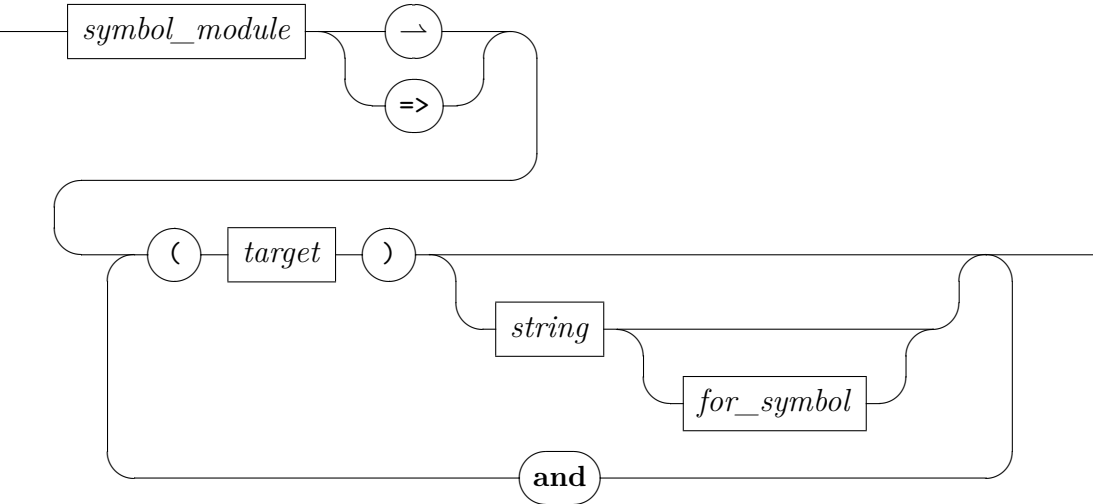 symbol_module ⇀
=>
( target )
string
for_symbol
and